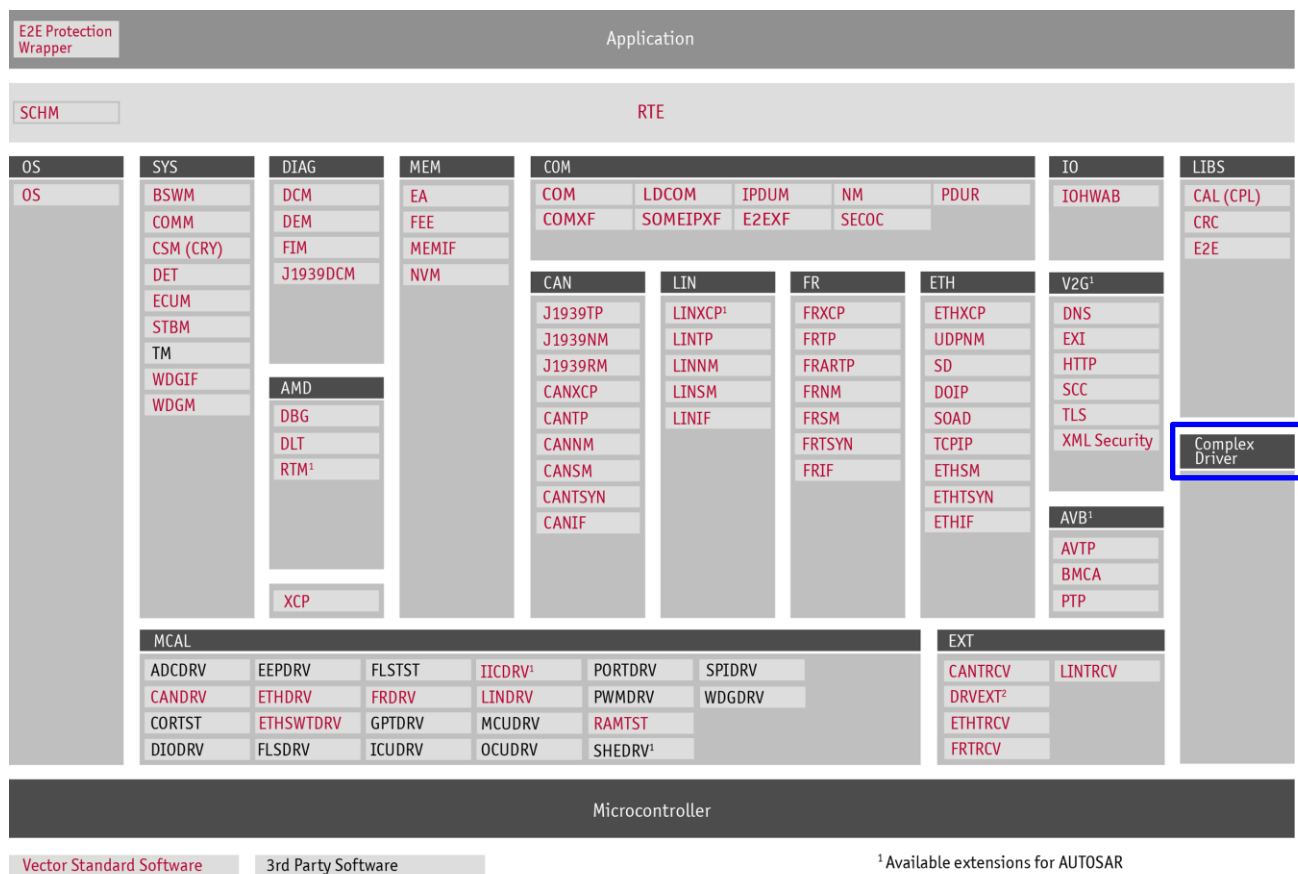 E2E Protection
Wrapper
Application
SCHM
RTE
OS
OS
SYS
BSWM
COMM
CSM (CRY)
DET
ECUM
STBM
TM
WDGIF
WDGM
DIAG
DCM
DEM
FIM
J1939DCM
AMD
DBG
DLT
RTM¹
XCP
MEM
EA
FEE
MEMIF
NVM
COM
COM LDCOM IPDUM NM PDUR
COMXF SOMEIPXF E2EXF SECOC
CAN
J1939TP
J1939NM
J1939RM
CANXCP
CANTP
CANNM
CANSM
CANTSYN
CANIF
LIN
LINXCP¹
LINTP
LINNM
LINSM
LINIF
FR
FRXCP
FRTP
FRARTP
FRNM
FRSM
FRTSYN
FRIF
ETH
ETHXCP
UDPNM
SD
DOIP
SOAD
TCPIP
ETHSM
ETHTSYN
ETHIF
IO
IOHWAB
V2G¹
DNS
EXI
HTTP
SCC
TLS
XML Security
AVB¹
AVTP
BMCA
PTP
LIBS
CAL (CPL)
CRC
E2E
Complex
Driver
MCAL
ADCDRV EEPDRV FLSTST IICDRV¹ PORTDRV SPIDRV
CANDRV ETHDRV FRDRV LINDRV PWMDRV WDGDRV
CORTST ETHSWTDRV GPTDRV MCUDRV RAMTST
DIODRV FLSDRV ICUDRV OCUDRV SHEDRV¹
EXT
CANTRCV LINTRCV
DRVEXT²
ETHTRCV
FRTRCV
Microcontroller
Vector Standard Software 3rd Party Software
¹ Available extensions for AUTOSAR